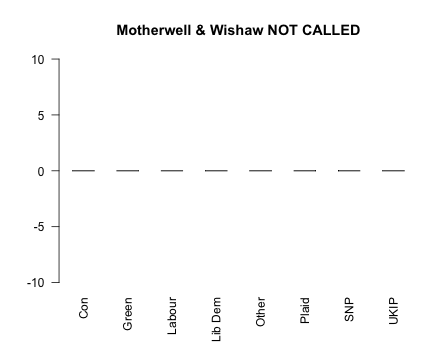 Motherwell & Wishaw NOT CALLED
10
5
0
-5
-10
Con
Green
Labour
Lib Dem
Other
Plaid
SNP
UKIP